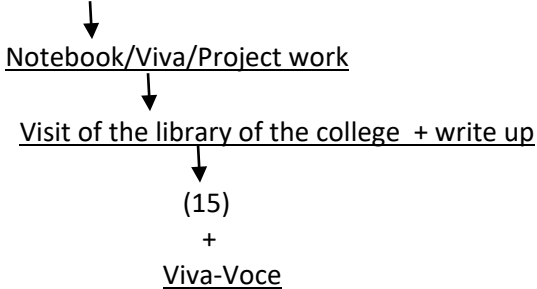 Notebook/Viva/Project work
Visit of the library of the college + write up
(15)
+
Viva-Voce